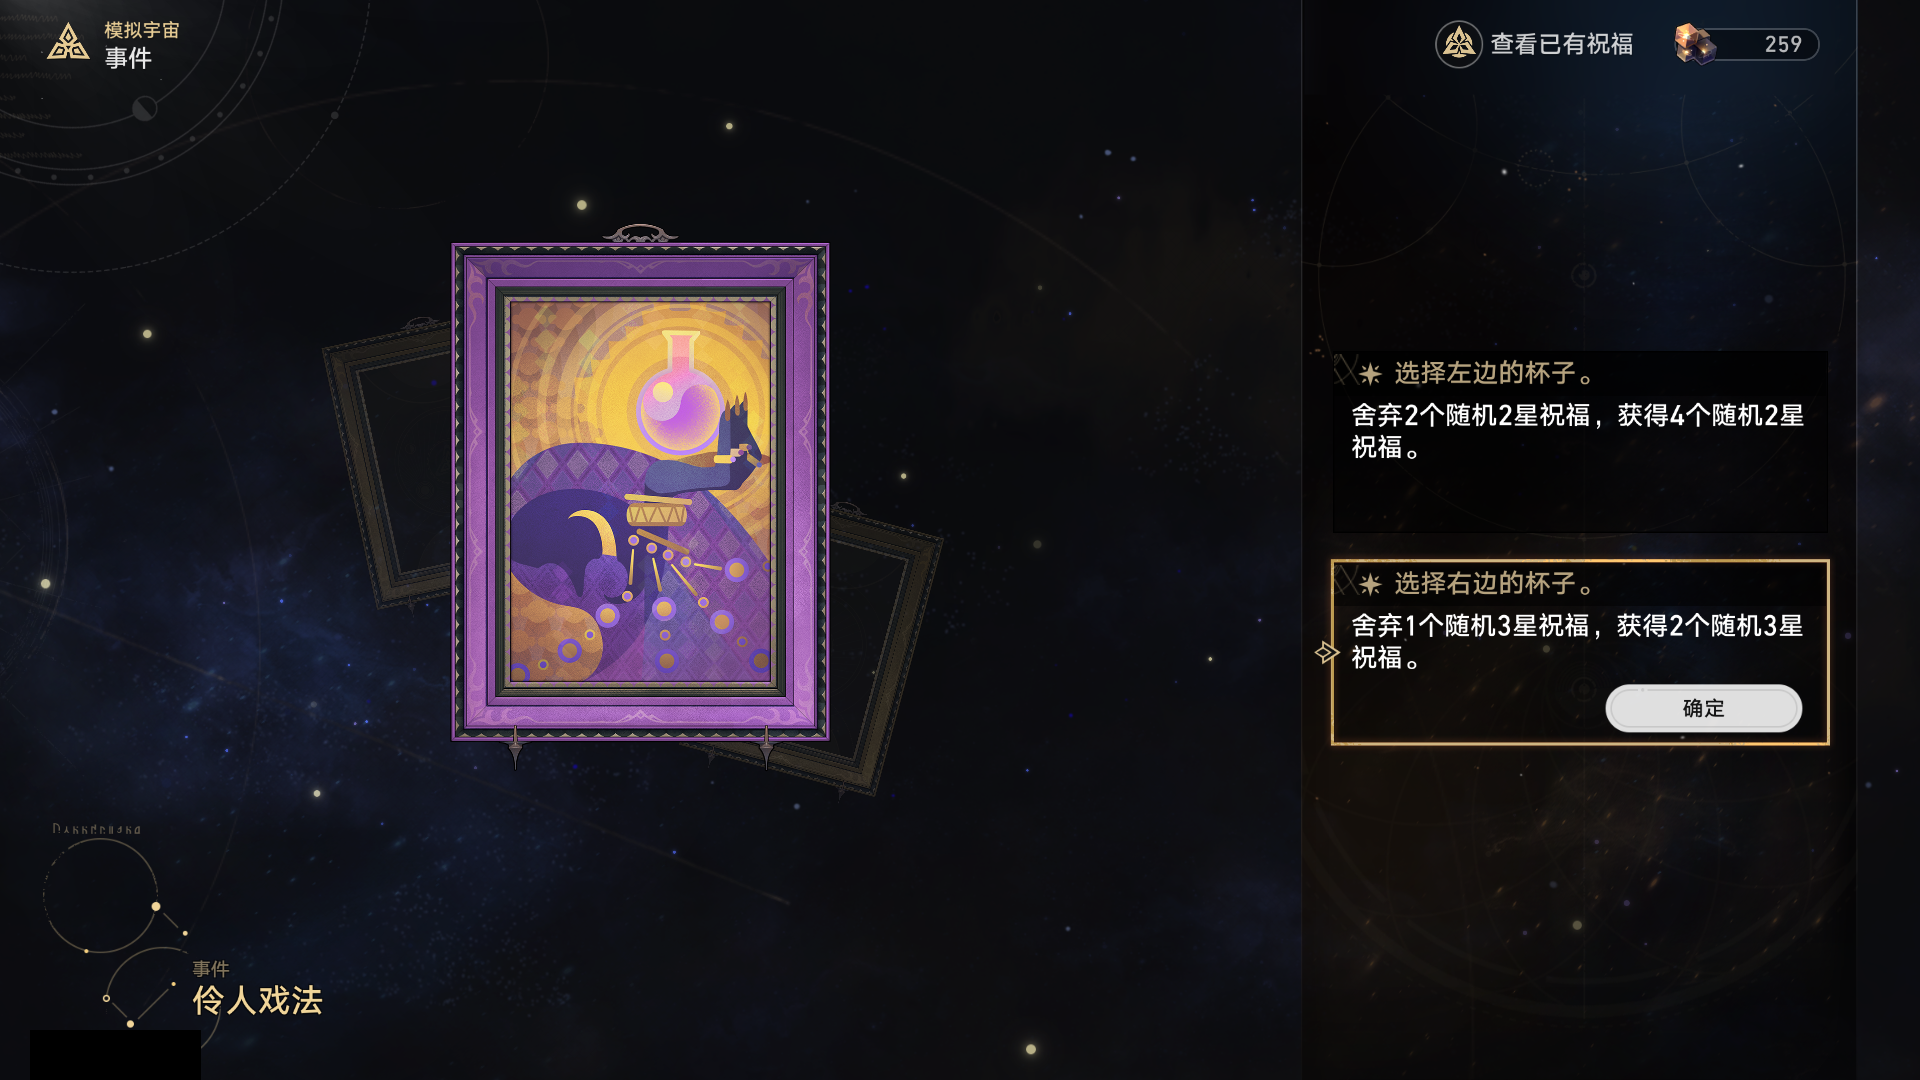 模拟宇宙
事件
查看已有祝福
259
选择左边的杯子。
舍弃2个随机2星祝福，获得4个随机2星
祝福。
选择右边的杯子。
舍弃1个随机3星祝福，获得2个随机3星
祝福。
确定
事件
伶人戏法